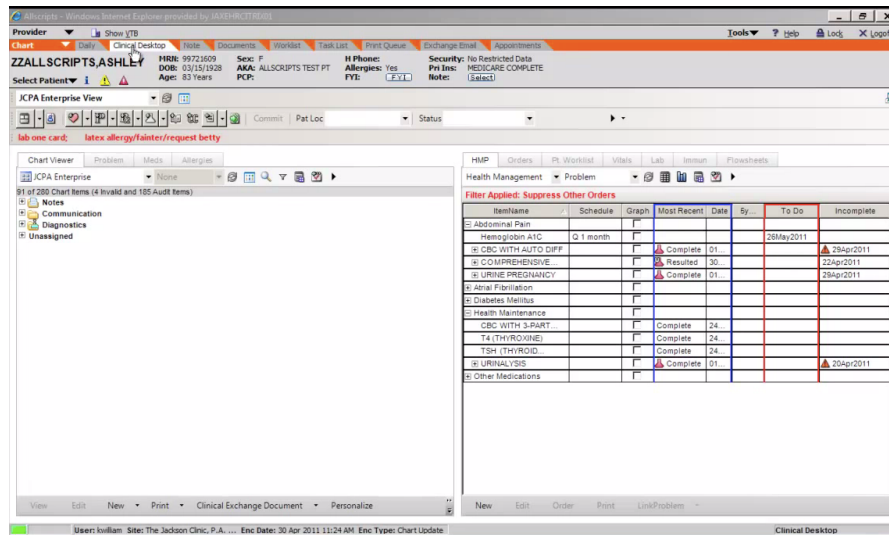 Allscripts - Windows Internet Explorer provided by JAXEHRCITRIX01
Provider Show VTB Tools Help Lock Logoff
Chart Daily Clinical Desktop Note Documents Worklist Task List Print Queue Exchange Email Appointments
ZZALLSCRIPTS,ASHLEY MRN: 99721609 Sex: F H Phone: Security: No Restricted Data
DOB: 03/15/1928 AKA: ALLSCRIPTS TEST PT Allergies: Yes Pri Ins: MEDICARE COMPLETE
Select Patient Age: 83 Years PCP: FYI: FYI Note: Select
JCPA Enterprise View
Commit Pat Loc Status
lab one card; latex allergy/fainter/request betty
Chart Viewer Problem Meds Allergies
JCPA Enterprise None
91 of 280 Chart Items (4 Invalid and 185 Audit Items)
Notes
Communication
Diagnostics
Unassigned
View Edit New Print Clinical Exchange Document Personalize
HMP Orders Pt. Worklist Vitals Lab Immun Flowsheets
Health Management Problem
Filter Applied: Suppress Other Orders
ItemName Schedule Graph Most Recent Date By... To Do Incomplete
Abdominal Pain
Hemoglobin A1C Q 1 month 26May2011
CBC WITH AUTO DIFF Complete 01... 29Apr2011
COMPREHENSIVE... Resulted 30... 22Apr2011
URINE PREGNANCY Complete 01... 29Apr2011
Atrial Fibrillation
Diabetes Mellitus
Health Maintenance
CBC WITH 3-PART... Complete 24...
T4 (THYROXINE) Complete 24...
TSH (THYROID... Complete 24...
URINALYSIS Complete 01... 20Apr2011
Other Medications
New Edit Order Print LinkProblem
User: kwilliam Site: The Jackson Clinic, P.A. ... Enc Date: 30 Apr 2011 11:24 AM Enc Type: Chart Update Clinical Desktop